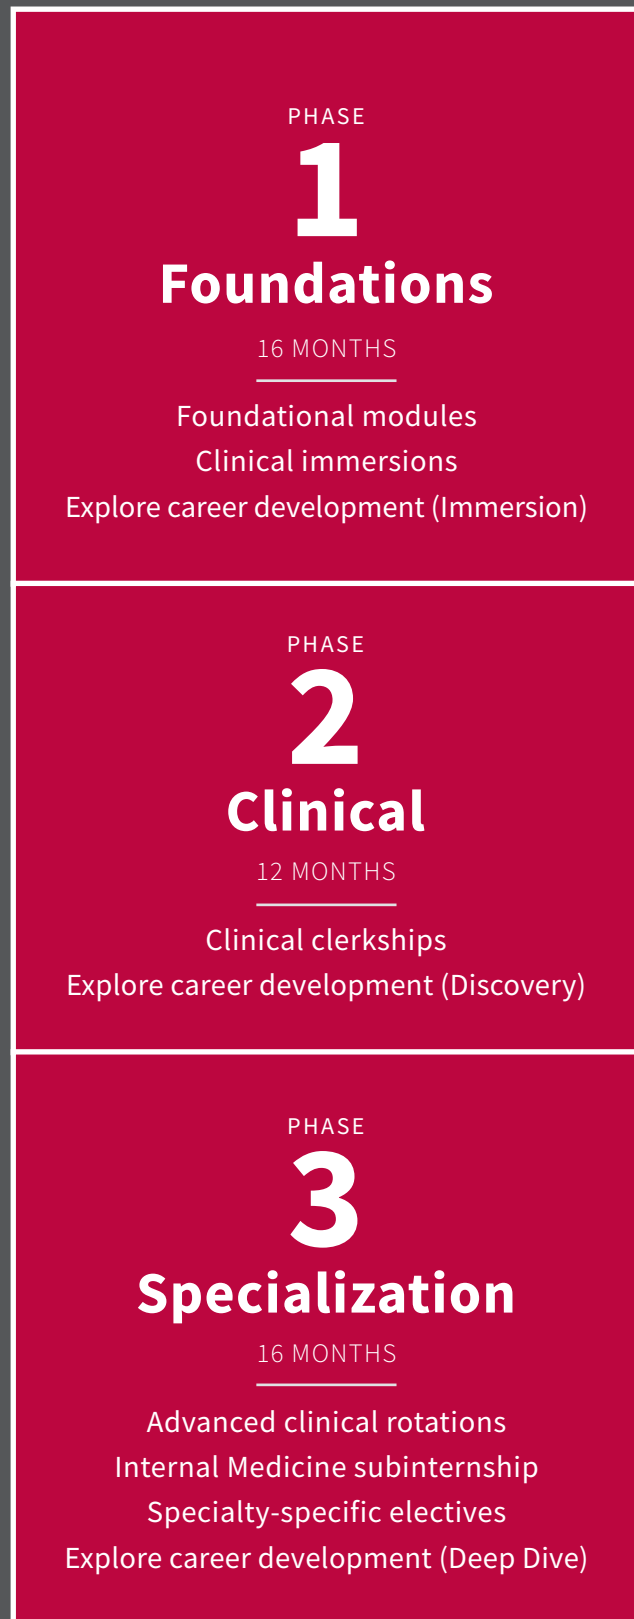 PHASE
1
Foundations
16 MONTHS
Foundational modules
Clinical immersions
Explore career development (Immersion)
PHASE
2
Clinical
12 MONTHS
Clinical clerkships
Explore career development (Discovery)
PHASE
3
Specialization
16 MONTHS
Advanced clinical rotations
Internal Medicine subinternship
Specialty-specific electives
Explore career development (Deep Dive)